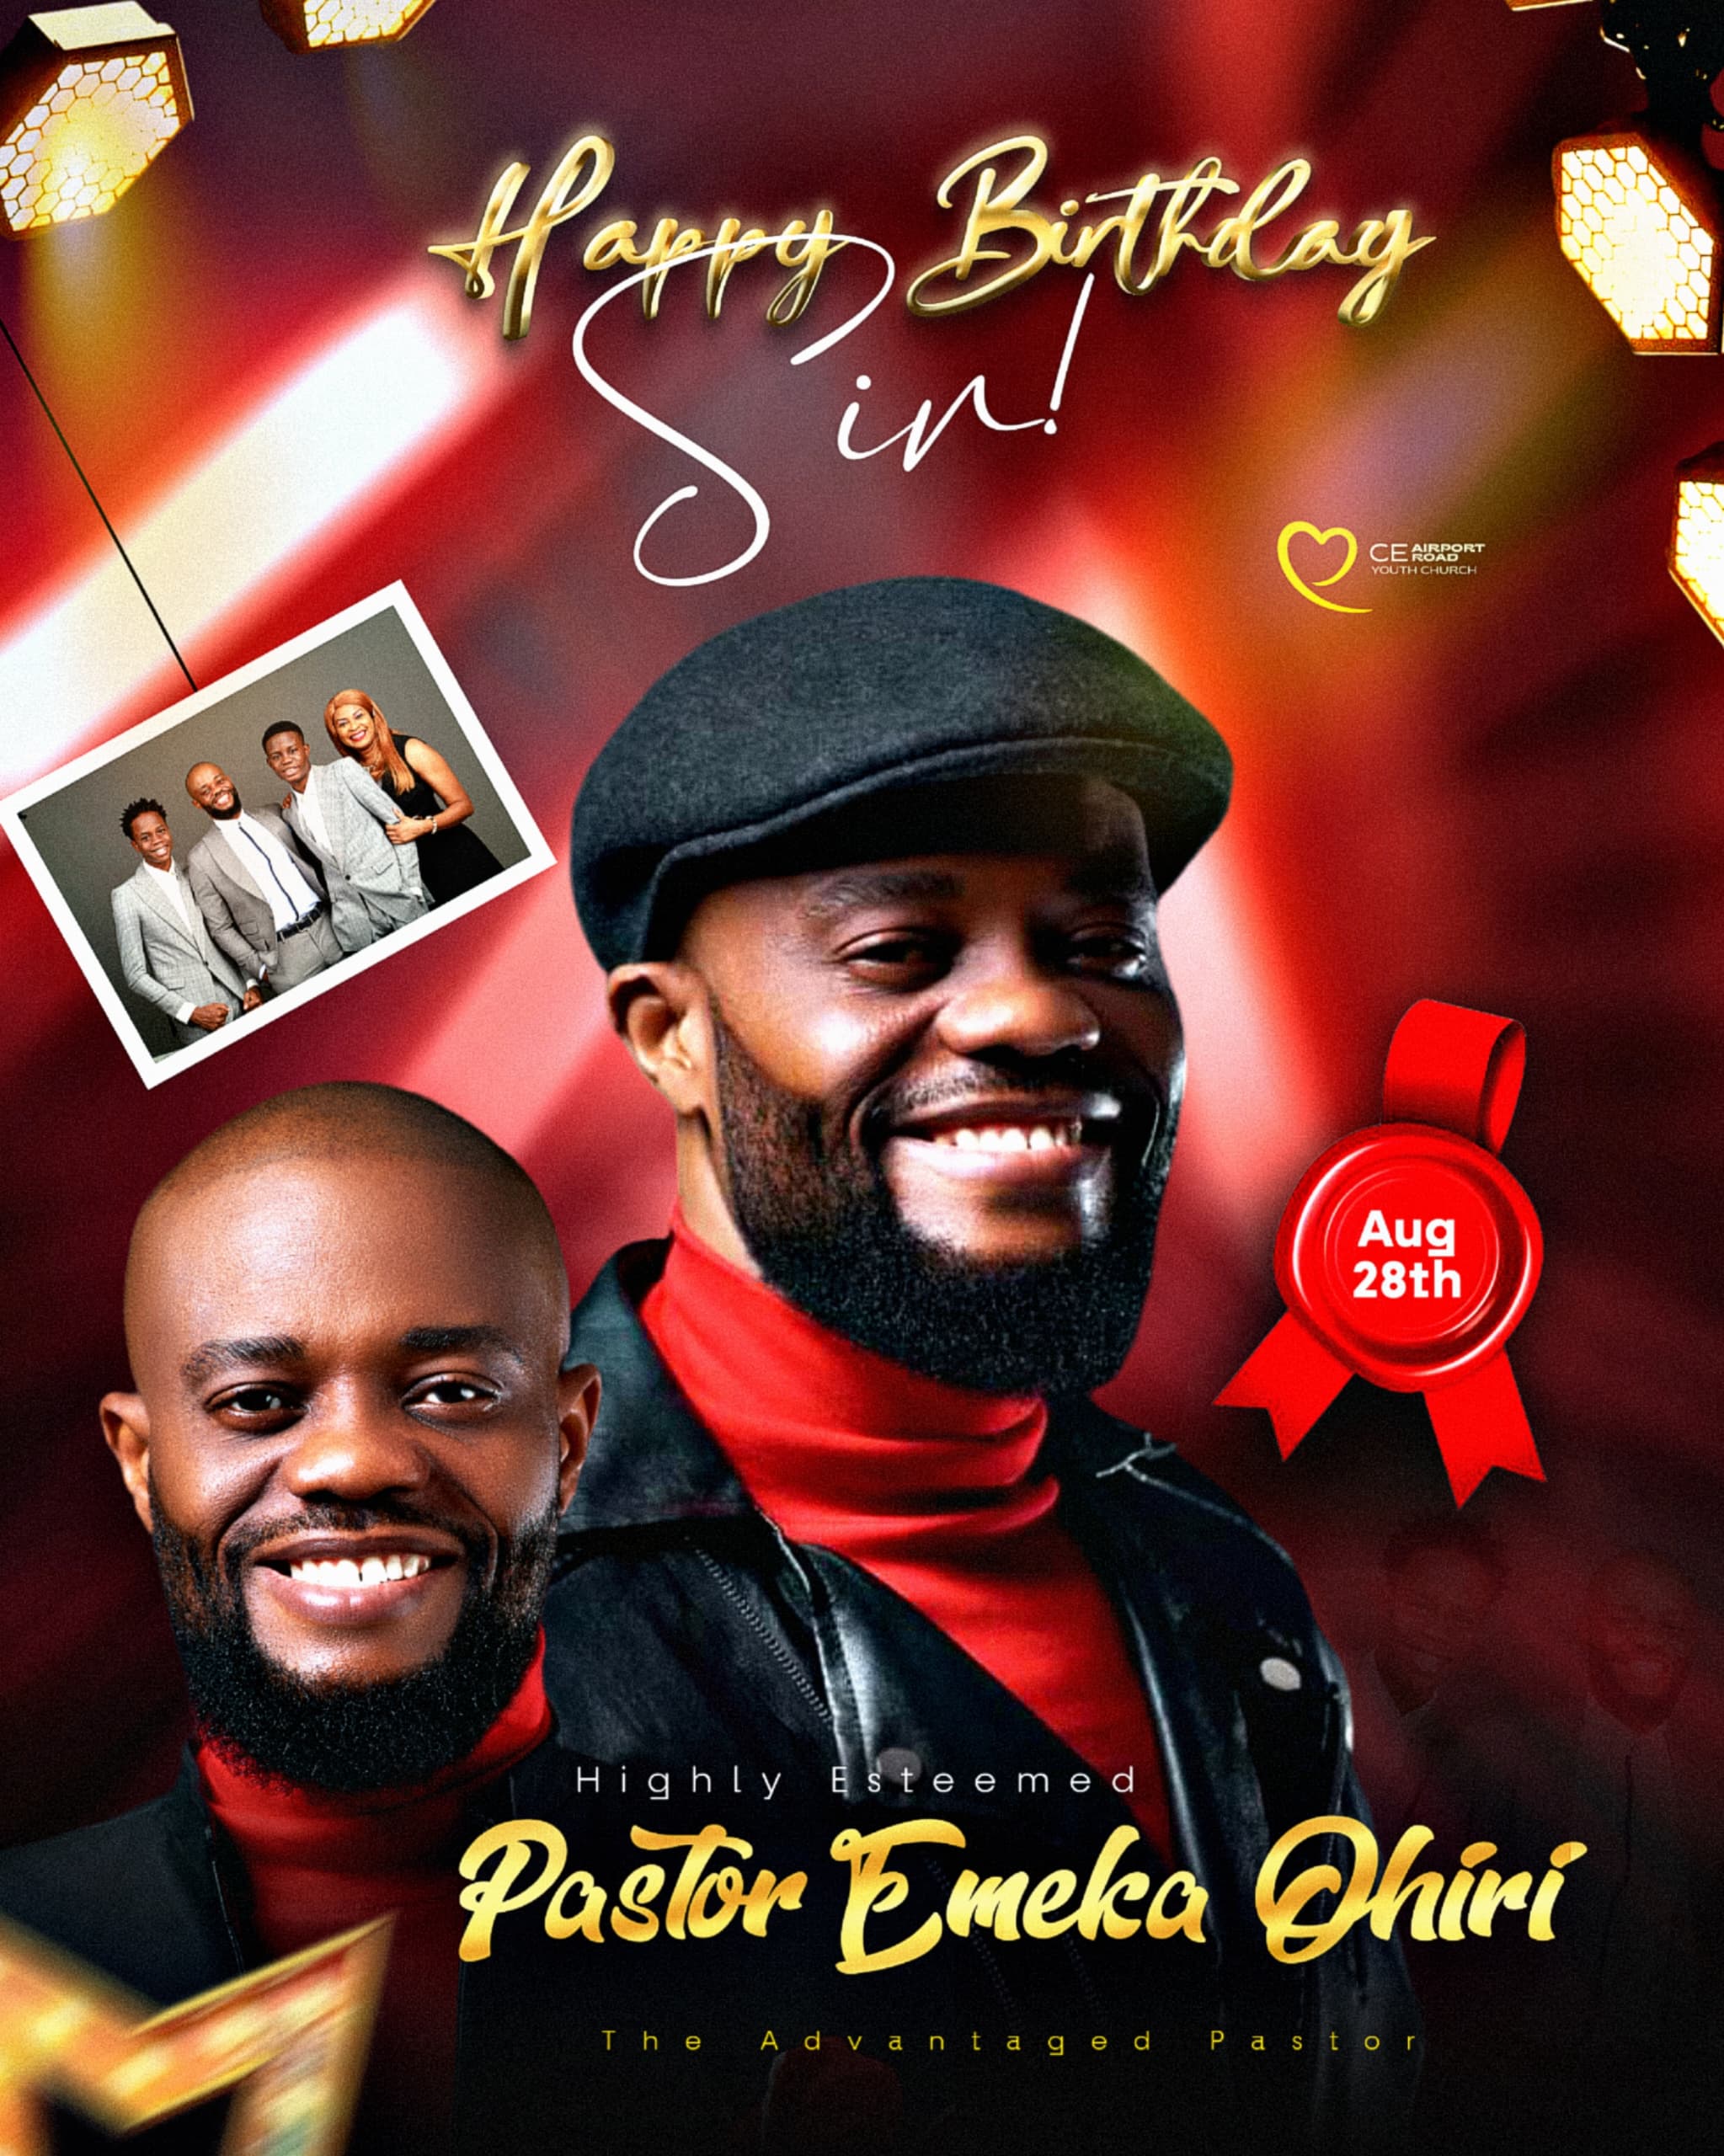 Happy Birthday
Sir!
CE AIRPORT
ROAD
YOUTH CHURCH
Aug
28th
Highly Esteemed
Pastor Emeka Ohiri
The Advantaged Pastor